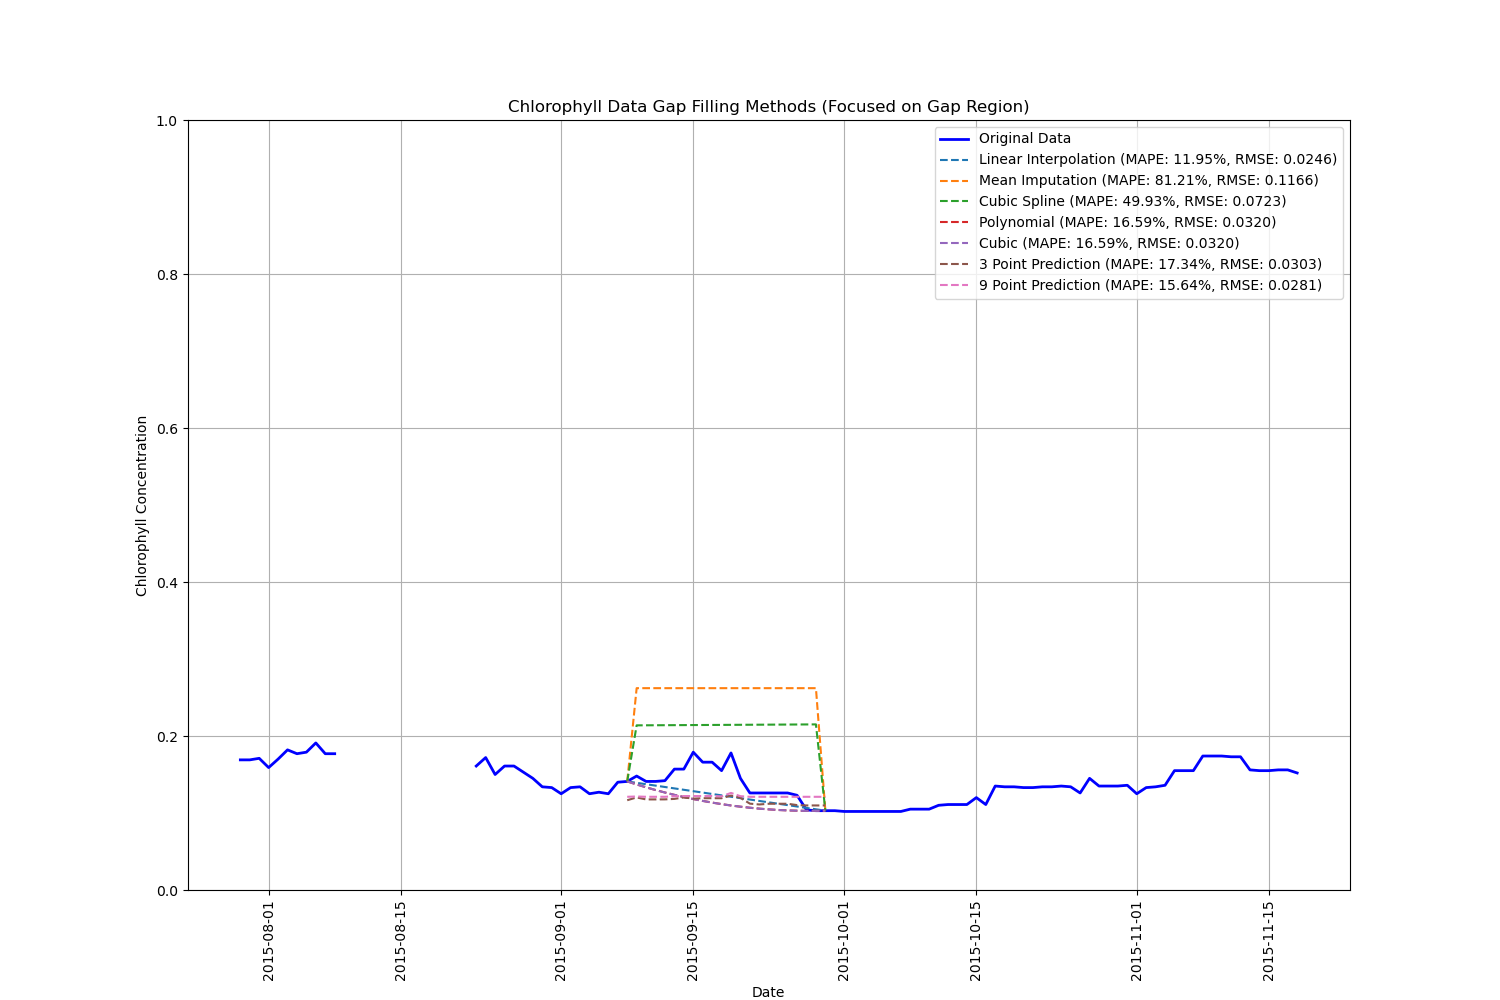 Chlorophyll Data Gap Filling Methods (Focused on Gap Region)
1.0
0.8
0.6
0.4
0.2
0.0
Chlorophyll Concentration
Original Data
Linear Interpolation (MAPE: 11.95%, RMSE: 0.0246)
Mean Imputation (MAPE: 81.21%, RMSE: 0.1166)
Cubic Spline (MAPE: 49.93%, RMSE: 0.0723)
Polynomial (MAPE: 16.59%, RMSE: 0.0320)
Cubic (MAPE: 16.59%, RMSE: 0.0320)
3 Point Prediction (MAPE: 17.34%, RMSE: 0.0303)
9 Point Prediction (MAPE: 15.64%, RMSE: 0.0281)
2015-08-01
2015-08-15
2015-09-01
2015-09-15
2015-10-01
2015-10-15
2015-11-01
2015-11-15
Date